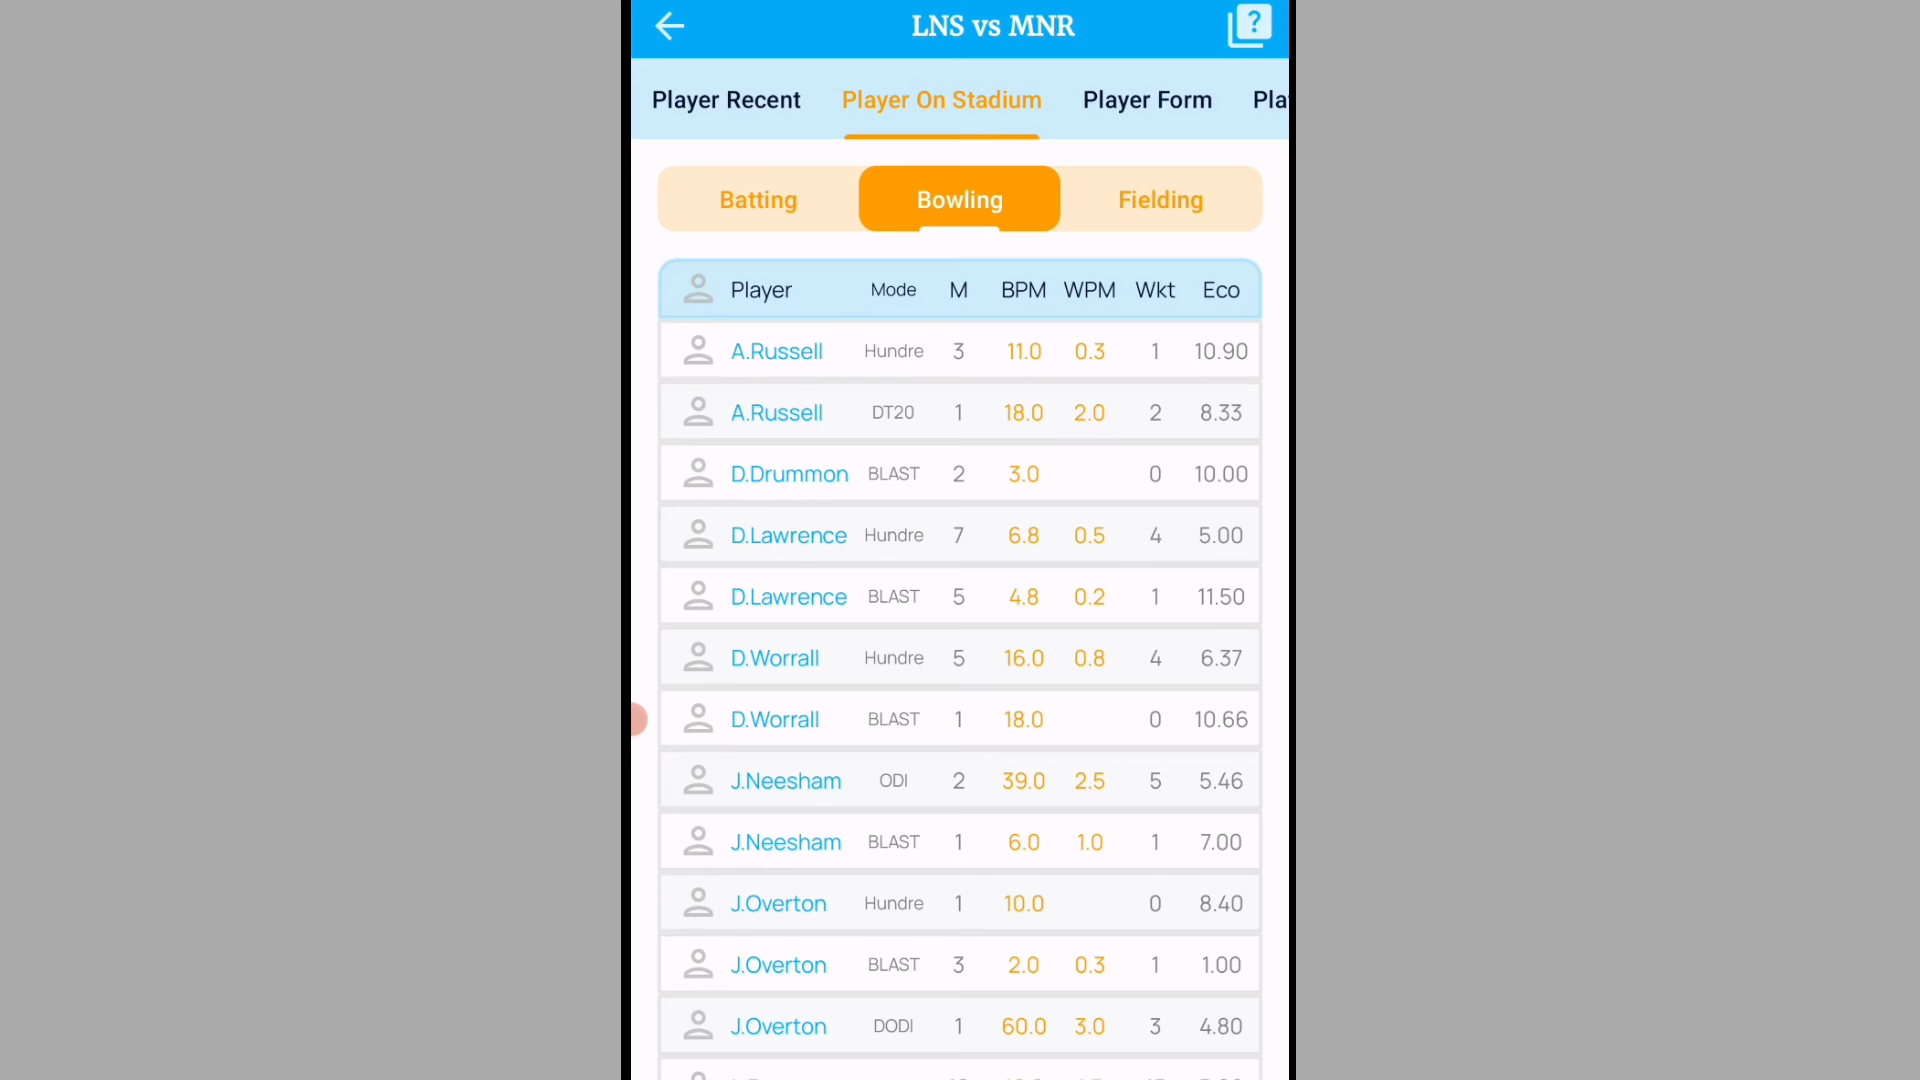 LNS vs MNR
?
Player Recent Player On Stadium Player Form Pla
Batting Bowling Fielding
Player Mode M BPM WPM Wkt Eco
A.Russell Hundre 3 11.0 0.3 1 10.90
A.Russell DT20 1 18.0 2.0 2 8.33
D.Drummon BLAST 2 3.0 0 10.00
D.Lawrence Hundre 7 6.8 0.5 4 5.00
D.Lawrence BLAST 5 4.8 0.2 1 11.50
D.Worrall Hundre 5 16.0 0.8 4 6.37
D.Worrall BLAST 1 18.0 0 10.66
J.Neesham ODI 2 39.0 2.5 5 5.46
J.Neesham BLAST 1 6.0 1.0 1 7.00
J.Overton Hundre 1 10.0 0 8.40
J.Overton BLAST 3 2.0 0.3 1 1.00
J.Overton DODI 1 60.0 3.0 3 4.80